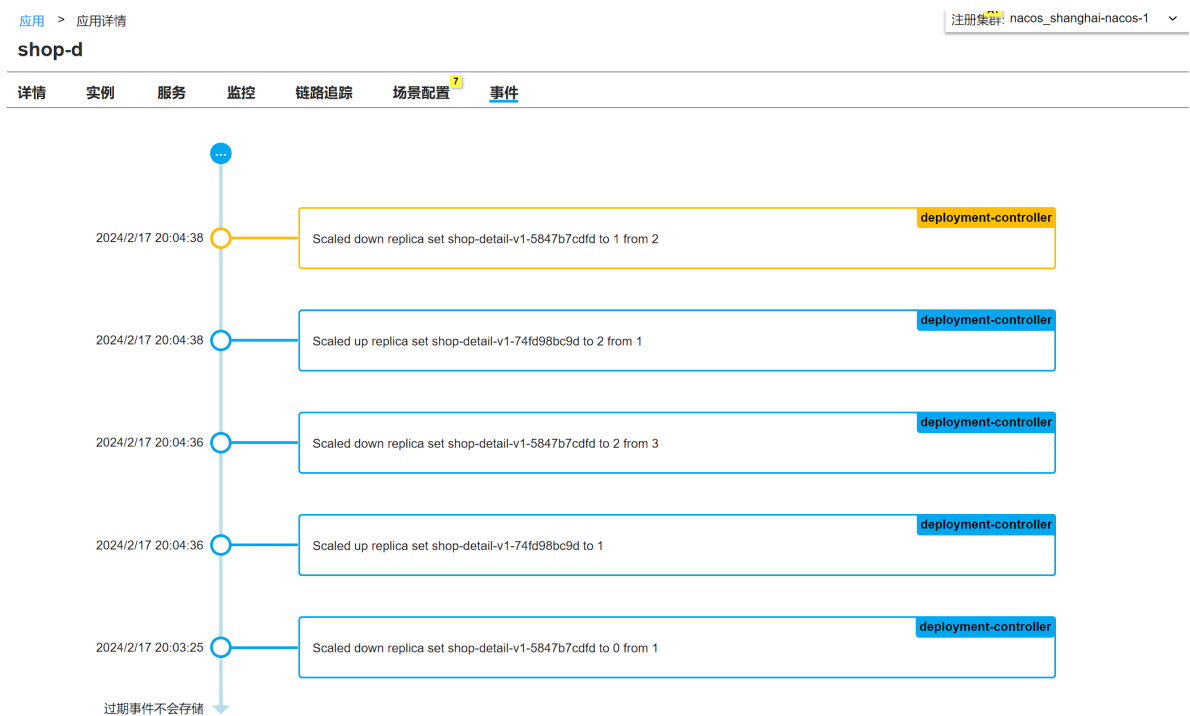 应用 > 应用详情
注册集群: nacos_shanghai-nacos-1
shop-d
详情 实例 服务 监控 链路追踪 场景配置 7 事件
...
deployment-controller
2024/2/17 20:04:38 Scaled down replica set shop-detail-v1-5847b7cdfd to 1 from 2
deployment-controller
2024/2/17 20:04:38 Scaled up replica set shop-detail-v1-74fd98bc9d to 2 from 1
deployment-controller
2024/2/17 20:04:36 Scaled down replica set shop-detail-v1-5847b7cdfd to 2 from 3
deployment-controller
2024/2/17 20:04:36 Scaled up replica set shop-detail-v1-74fd98bc9d to 1
deployment-controller
2024/2/17 20:03:25 Scaled down replica set shop-detail-v1-5847b7cdfd to 0 from 1
过期事件不会存储